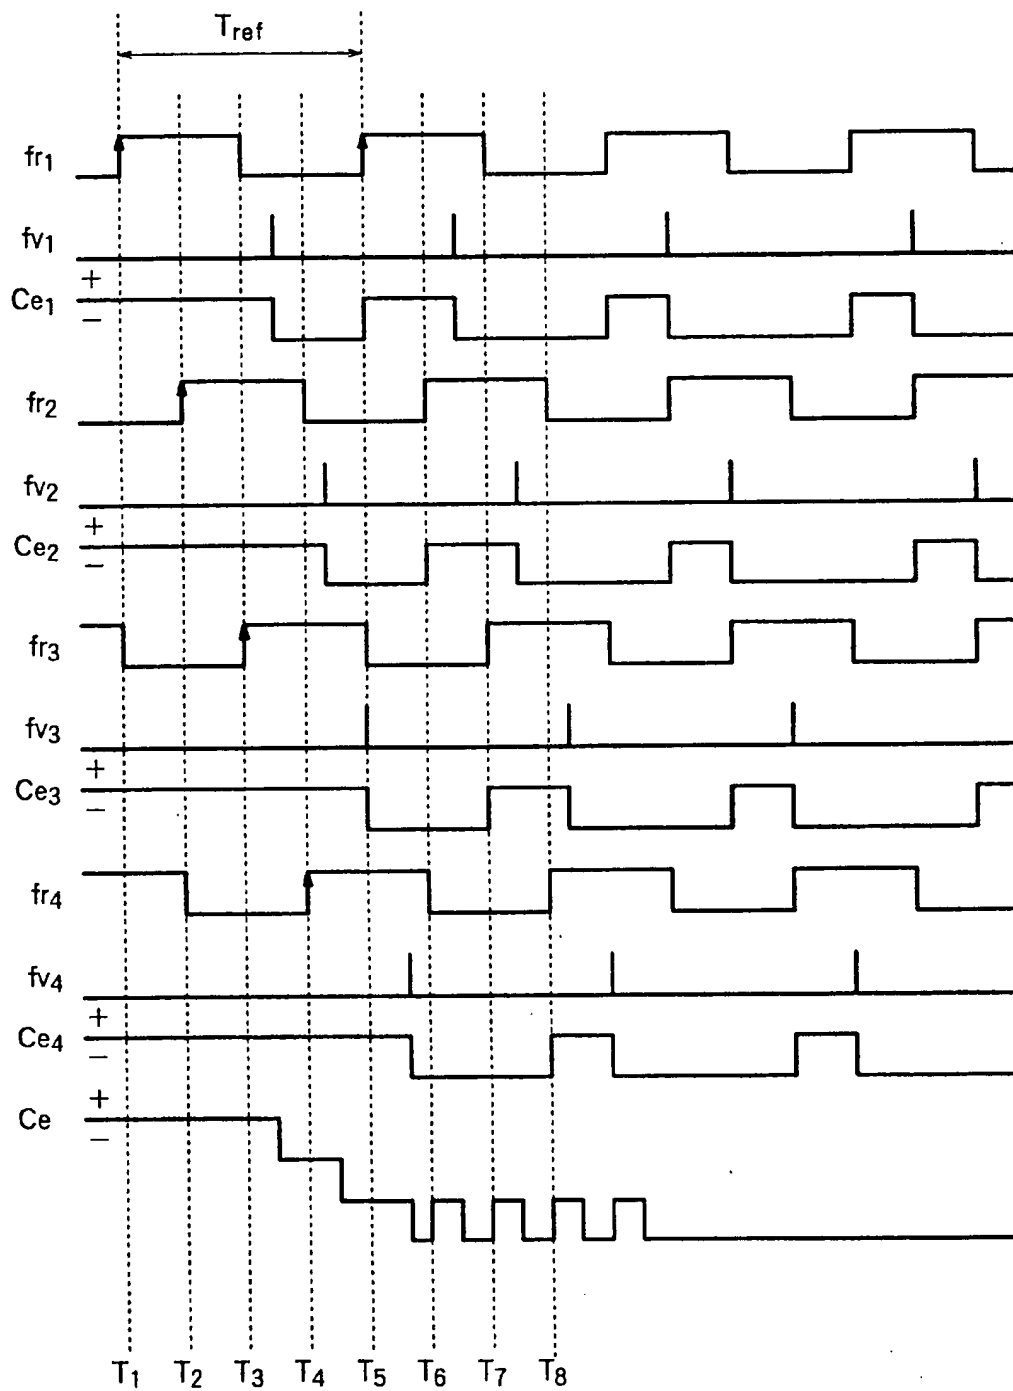 Tref
fr1
fv1
+
Ce1
−
fr2
fv2
+
Ce2
−
fr3
fv3
+
Ce3
−
fr4
fv4
+
Ce4
−
+
Ce
−
T1 T2 T3 T4 T5 T6 T7 T8